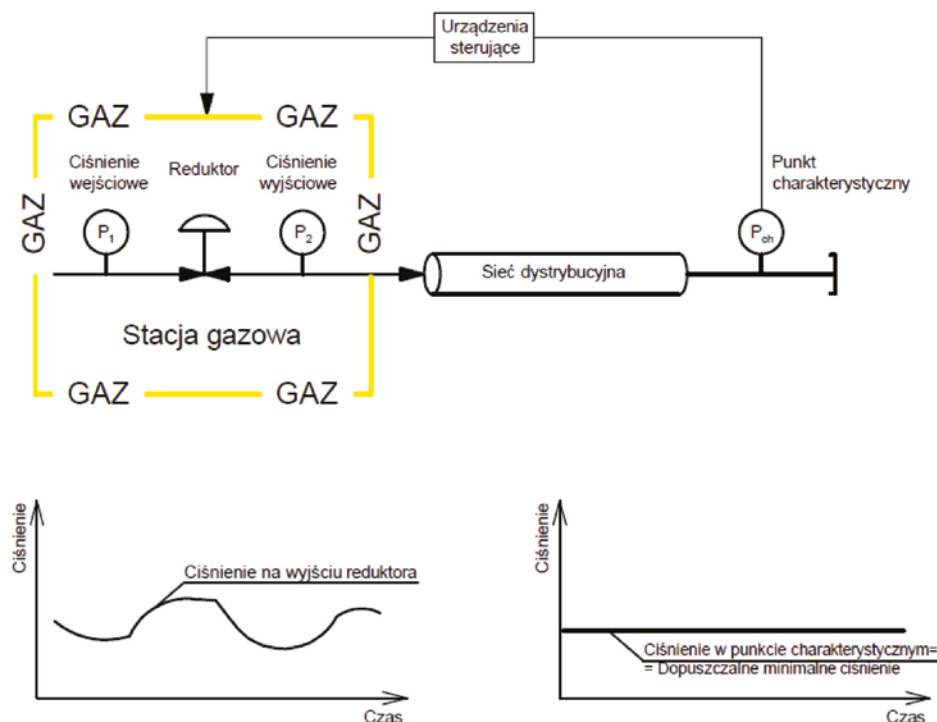 Urządzenia
sterujące
GAZ
GAZ
Ciśnienie
wejściowe
Reduktor
Ciśnienie
wyjściowe
Punkt
charakterystyczny
GAZ
GAZ
P1
P2
Pch
Sieć dystrybucyjna
Stacja gazowa
GAZ
GAZ
Ciśnienie
Ciśnienie na wyjściu reduktora
Czas
Ciśnienie
Ciśnienie w punkcie charakterystycznym=
= Dopuszczalne minimalne ciśnienie
Czas